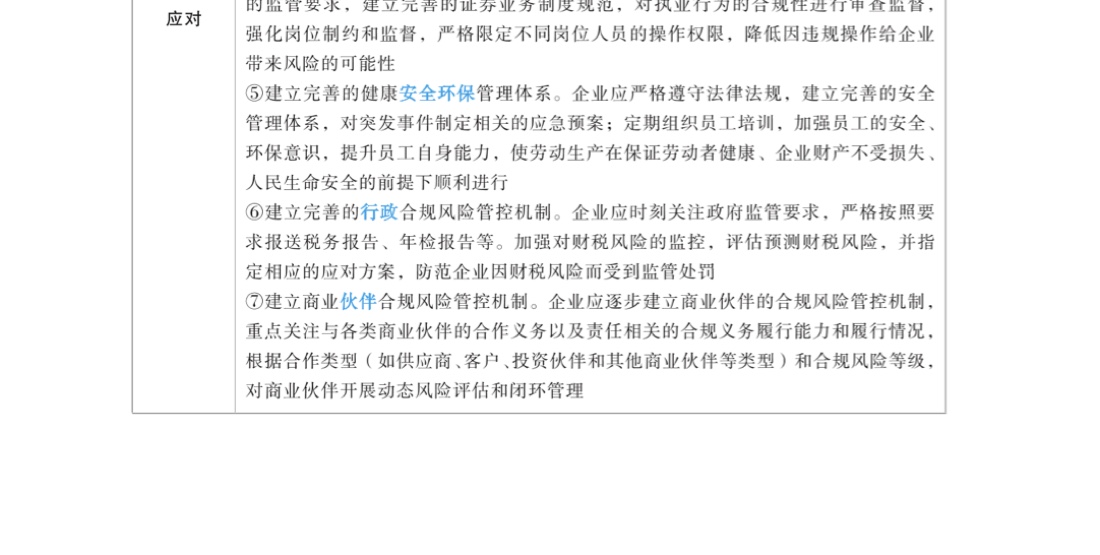 应对
的监管要求，建立完善的证券业务制度规范，对执业行为的合规性进行审查监督，
强化岗位制约和监督，严格限定不同岗位人员的操作权限，降低因违规操作给企业
带来风险的可能性
⑤建立完善的健康安全环保管理体系。企业应严格遵守法律法规，建立完善的安全
管理体系，对突发事件制定相关的应急预案；定期组织员工培训，加强员工的安全、
环保意识，提升员工自身能力，使劳动生产在保证劳动者健康、企业财产不受损失、
人民生命安全的前提下顺利进行
⑥建立完善的行政合规风险管控机制。企业应时刻关注政府监管要求，严格按照要
求报送税务报告、年检报告等。加强对财税风险的监控，评估预测财税风险，并指
定相应的应对方案，防范企业因财税风险而受到监管处罚
⑦建立商业伙伴合规风险管控机制。企业应逐步建立商业伙伴的合规风险管控机制，
重点关注与各类商业伙伴的合作义务以及责任相关的合规义务履行能力和履行情况，
根据合作类型（如供应商、客户、投资伙伴和其他商业伙伴等类型）和合规风险等级，
对商业伙伴开展动态风险评估和闭环管理